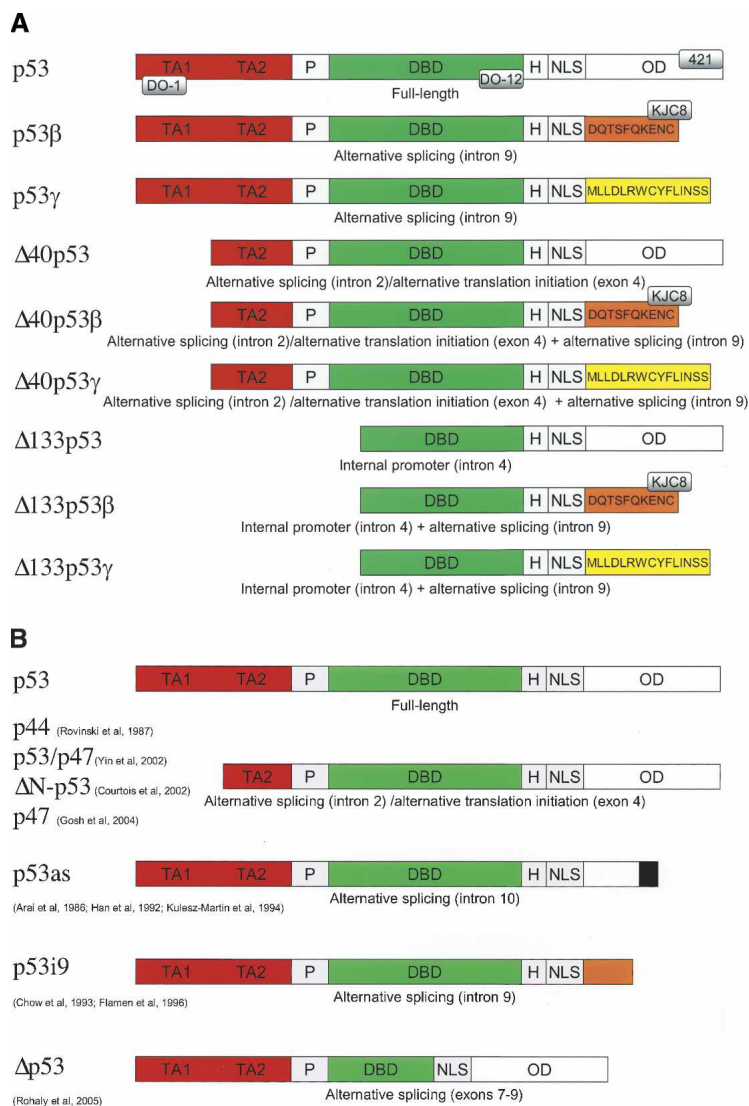 A
p53 TA1 TA2 P DBD H NLS OD 421
DO-1 DO-12
Full-length
KJC8
p53β TA1 TA2 P DBD H NLS DQTSFQKENC
Alternative splicing (intron 9)
p53γ TA1 TA2 P DBD H NLS MLLDLRWCYFLINSS
Alternative splicing (intron 9)
Δ40p53 TA2 P DBD H NLS OD
Alternative splicing (intron 2)/alternative translation initiation (exon 4)
KJC8
Δ40p53β TA2 P DBD H NLS DQTSFQKENC
Alternative splicing (intron 2)/alternative translation initiation (exon 4) + alternative splicing (intron 9)
Δ40p53γ TA2 P DBD H NLS MLLDLRWCYFLINSS
Alternative splicing (intron 2) /alternative translation initiation (exon 4) + alternative splicing (intron 9)
Δ133p53 DBD H NLS OD
Internal promoter (intron 4)
KJC8
Δ133p53β DBD H NLS DQTSFQKENC
Internal promoter (intron 4) + alternative splicing (intron 9)
Δ133p53γ DBD H NLS MLLDLRWCYFLINSS
Internal promoter (intron 4) + alternative splicing (intron 9)
B
p53 TA1 TA2 P DBD H NLS OD
Full-length
p44 (Rovinski et al, 1987)
p53/p47 (Yin et al, 2002)
TA2 P DBD H NLS OD
ΔN-p53 (Courtois et al, 2002)
Alternative splicing (intron 2) /alternative translation initiation (exon 4)
p47 (Gosh et al, 2004)
p53as TA1 TA2 P DBD H NLS
Alternative splicing (intron 10)
(Arai et al, 1986; Han et al, 1992; Kulesz-Martin et al, 1994)
p53i9 TA1 TA2 P DBD H NLS
Alternative splicing (intron 9)
(Chow et al, 1993; Flamen et al, 1996)
Δp53 TA1 TA2 P DBD NLS OD
Alternative splicing (exons 7-9)
(Rohaly et al, 2005)